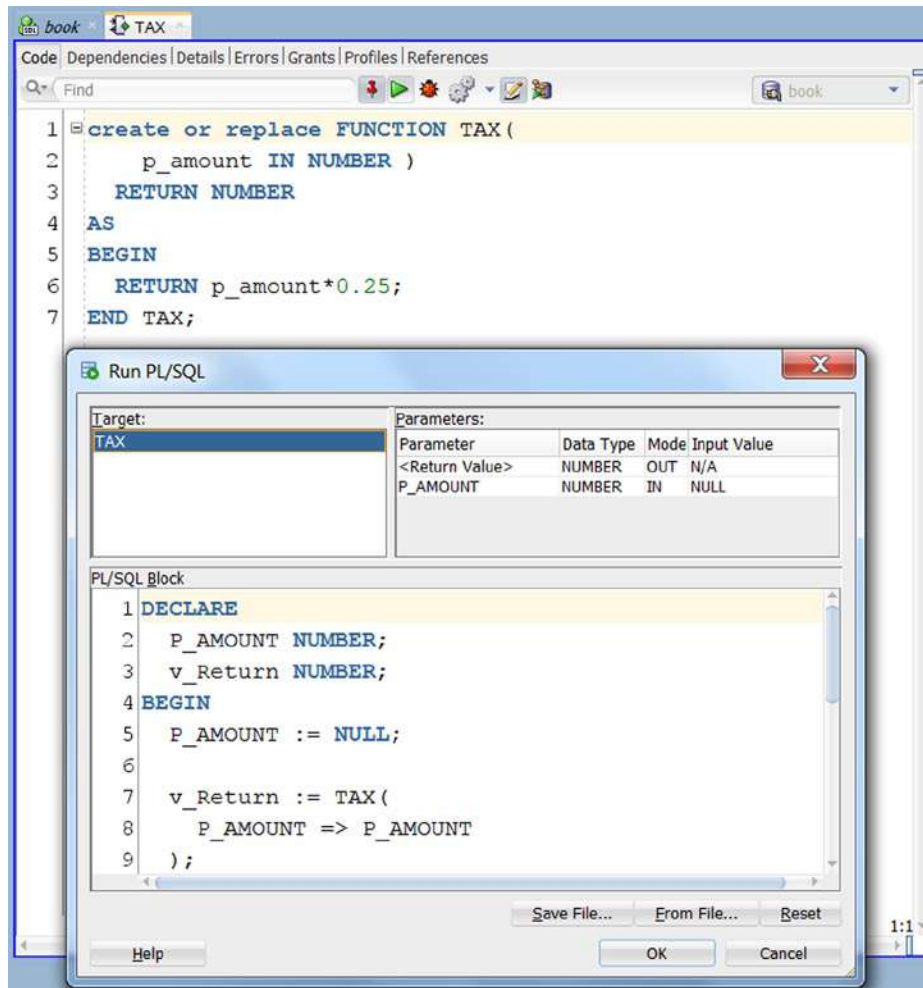 book TAX
Code Dependencies Details Errors Grants Profiles References
Find book
1 create or replace FUNCTION TAX(
2 p_amount IN NUMBER )
3 RETURN NUMBER
4 AS
5 BEGIN
6 RETURN p_amount*0.25;
7 END TAX;
Run PL/SQL
Target: Parameters:
TAX
Parameter Data Type Mode Input Value
<Return Value> NUMBER OUT N/A
P_AMOUNT NUMBER IN NULL
PL/SQL Block
1 DECLARE
2 P_AMOUNT NUMBER;
3 v_Return NUMBER;
4 BEGIN
5 P_AMOUNT := NULL;
6
7 v_Return := TAX(
8 P_AMOUNT => P_AMOUNT
9 );
Save File... From File... Reset
1:1
Help OK Cancel